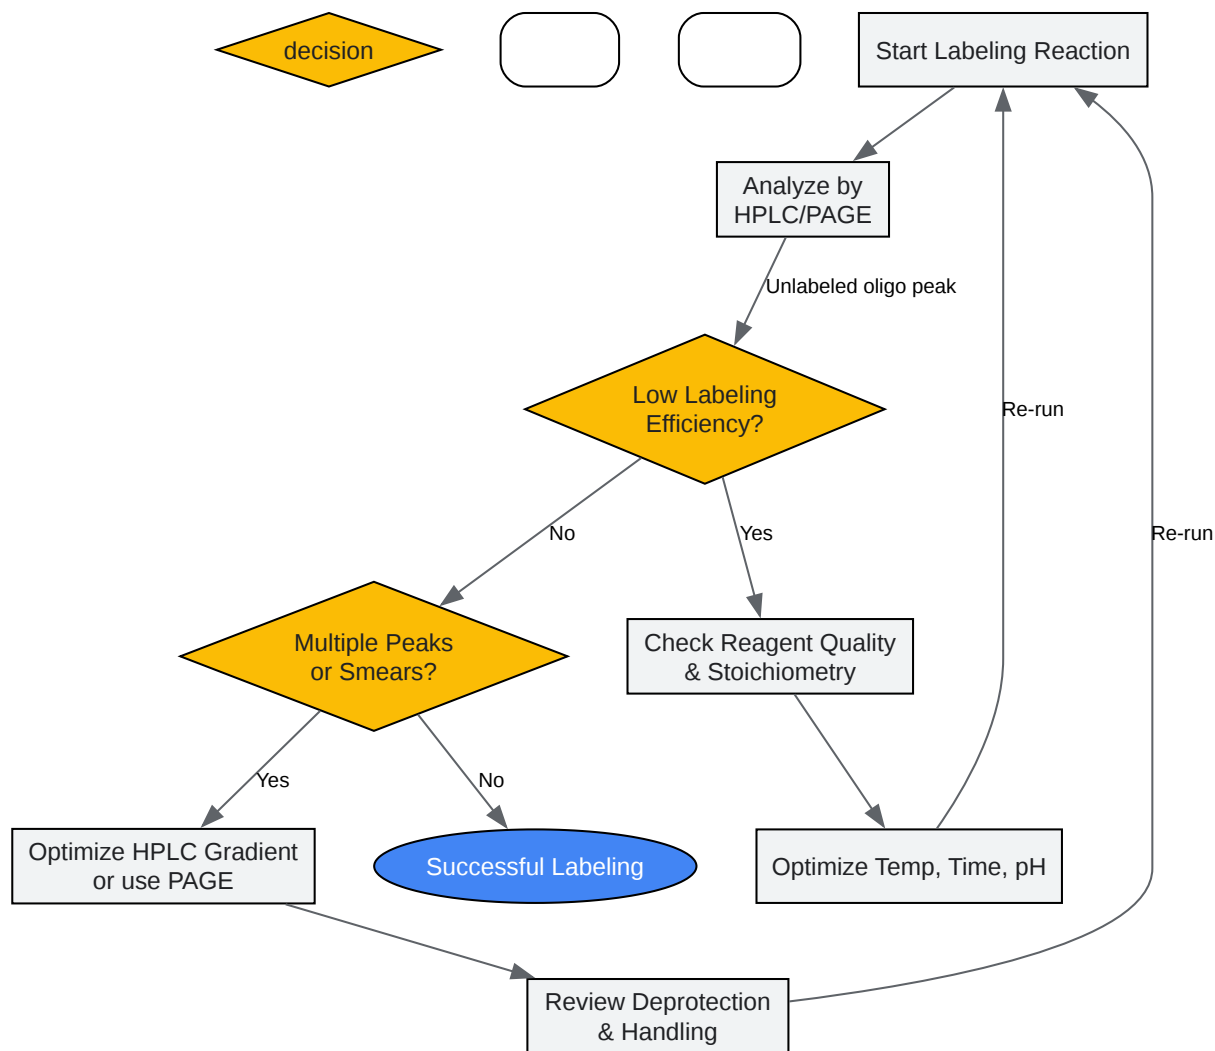 decision
Start Labeling Reaction
Analyze by
HPLC/PAGE
Unlabeled oligo peak
Low Labeling
Efficiency?
Re-run
No
Yes
Re-run
Multiple Peaks
or Smears?
Check Reagent Quality
& Stoichiometry
Yes
No
Optimize HPLC Gradient
or use PAGE
Successful Labeling
Optimize Temp, Time, pH
Review Deprotection
& Handling